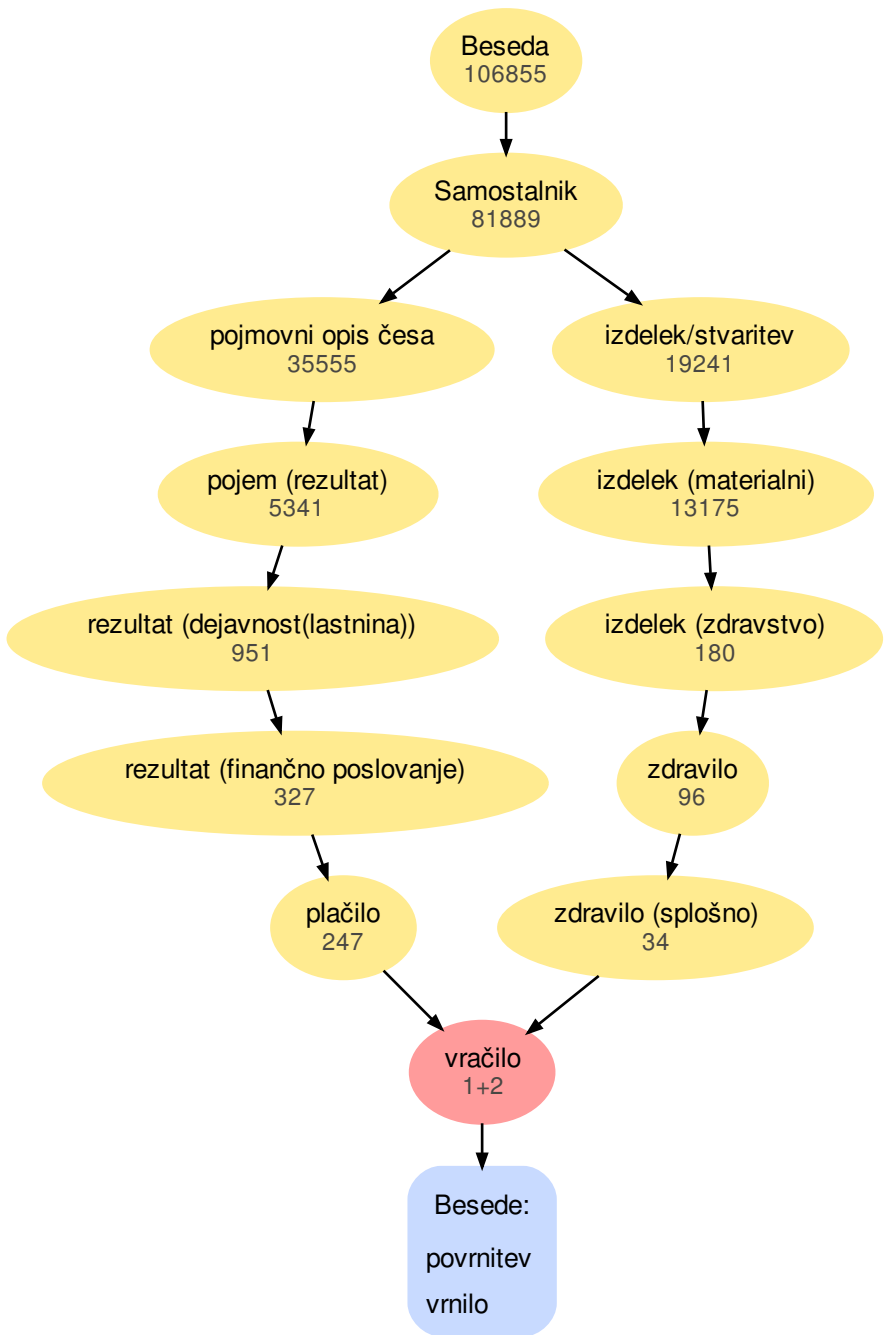 Beseda
106855
Samostalnik
81889
pojmovni opis česa
35555
izdelek/stvaritev
19241
pojem (rezultat)
5341
izdelek (materialni)
13175
rezultat (dejavnost(lastnina))
951
izdelek (zdravstvo)
180
rezultat (finančno poslovanje)
327
zdravilo
96
plačilo
247
zdravilo (splošno)
34
vračilo
1+2
Besede:
povrnitev
vrnilo